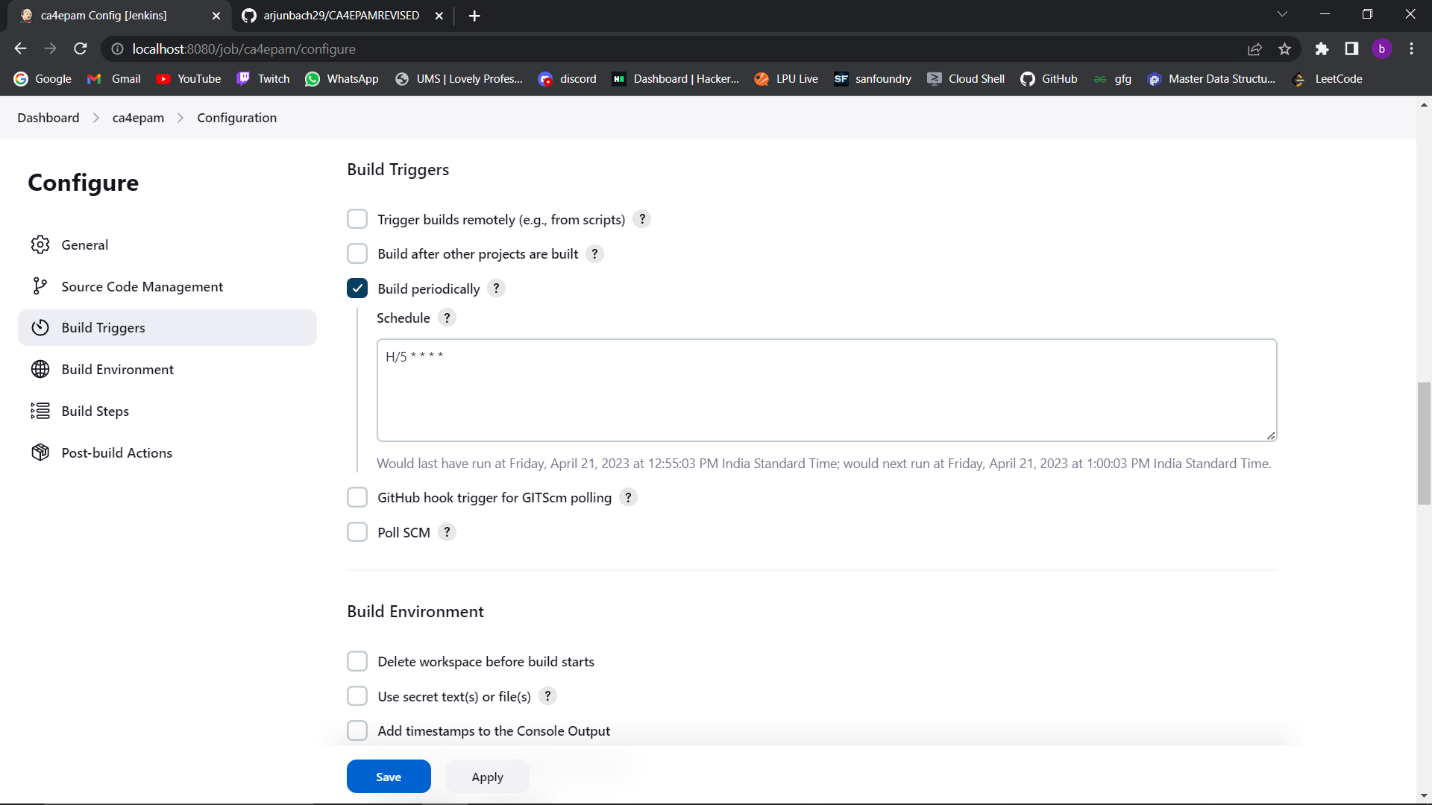 ca4epam Config [Jenkins]
arjunbach29/CA4EPAMREVISED
localhost:8080/job/ca4epam/configure
b
Google
Gmail
YouTube
Twitch
WhatsApp
UMS | Lovely Profes...
discord
Dashboard | Hacker...
LPU Live
SF sanfoundry
Cloud Shell
GitHub
gfg
Master Data Structu...
LeetCode
Dashboard > ca4epam > Configuration
Configure
General
Source Code Management
Build Triggers
Build Environment
Build Steps
Post-build Actions
Build Triggers
Trigger builds remotely (e.g., from scripts) ?
Build after other projects are built ?
Build periodically ?
Schedule ?
H/5 * * * *
Would last have run at Friday, April 21, 2023 at 12:55:03 PM India Standard Time; would next run at Friday, April 21, 2023 at 1:00:03 PM India Standard Time.
GitHub hook trigger for GITScm polling ?
Poll SCM ?
Build Environment
Delete workspace before build starts
Use secret text(s) or file(s) ?
Add timestamps to the Console Output
Save
Apply